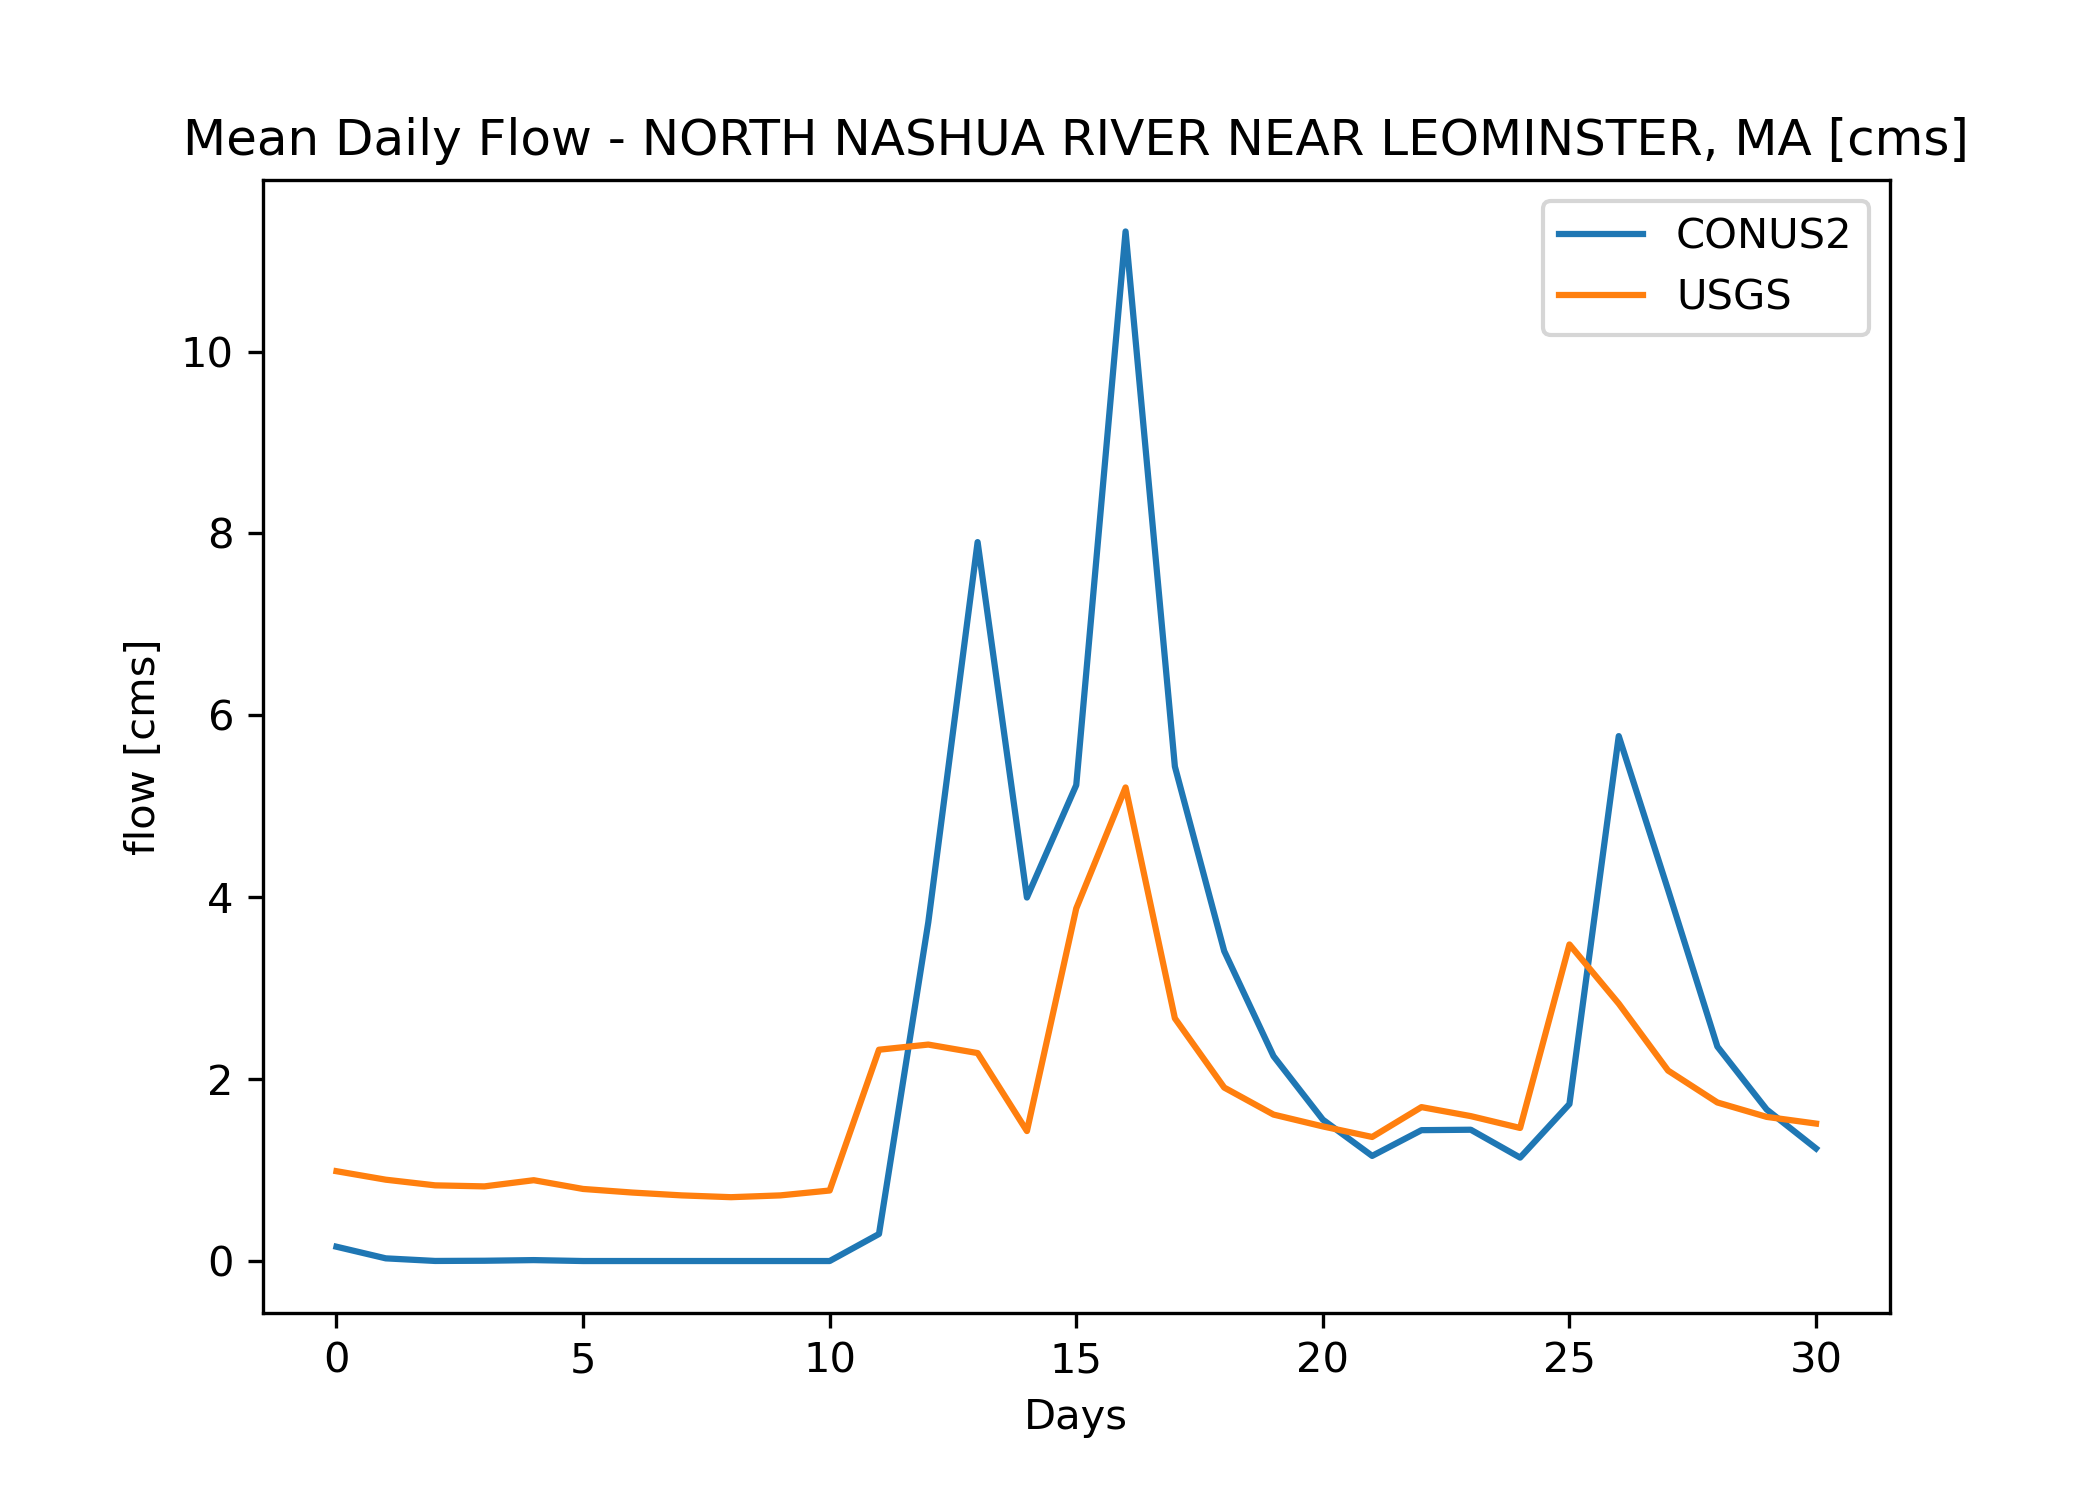 Mean Daily Flow - NORTH NASHUA RIVER NEAR LEOMINSTER, MA [cms]
CONUS2
USGS
flow [cms]
10
8
6
4
2
0
0 5 10 15 20 25 30
Days